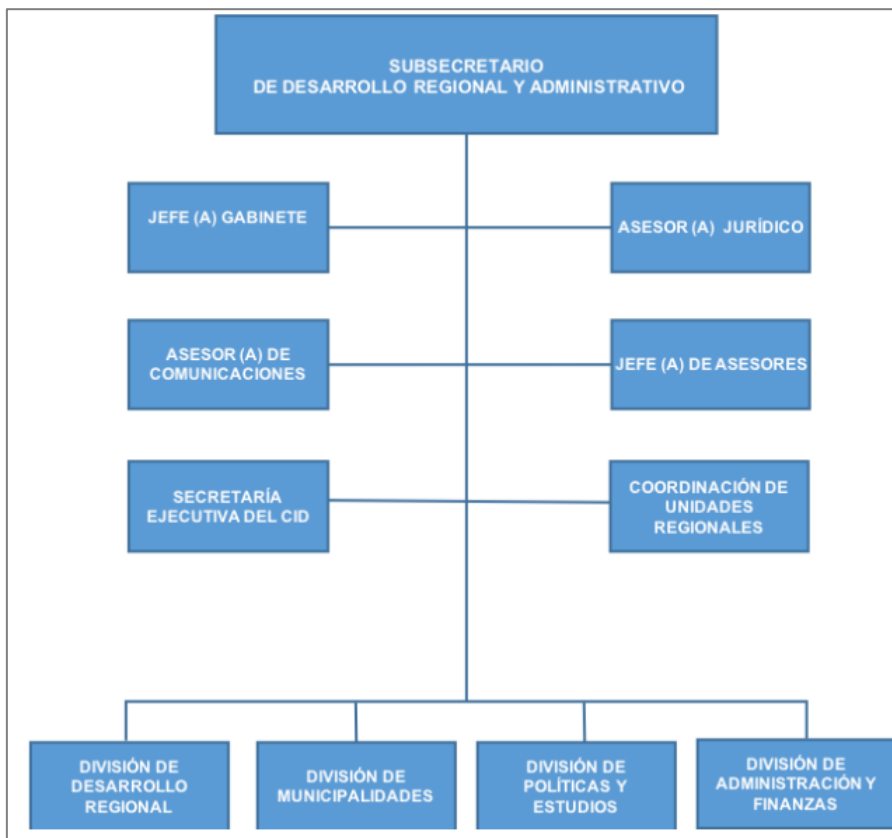 SUBSECRETARIO
DE DESARROLLO REGIONAL Y ADMINISTRATIVO
JEFE (A) GABINETE
ASESOR (A) JURÍDICO
ASESOR (A) DE
COMUNICACIONES
JEFE (A) DE ASESORES
SECRETARÍA
EJECUTIVA DEL CID
COORDINACIÓN DE
UNIDADES
REGIONALES
DIVISIÓN DE
DESARROLLO
REGIONAL
DIVISIÓN DE
MUNICIPALIDADES
DIVISIÓN DE
POLÍTICAS Y
ESTUDIOS
DIVISIÓN DE
ADMINISTRACIÓN Y
FINANZAS